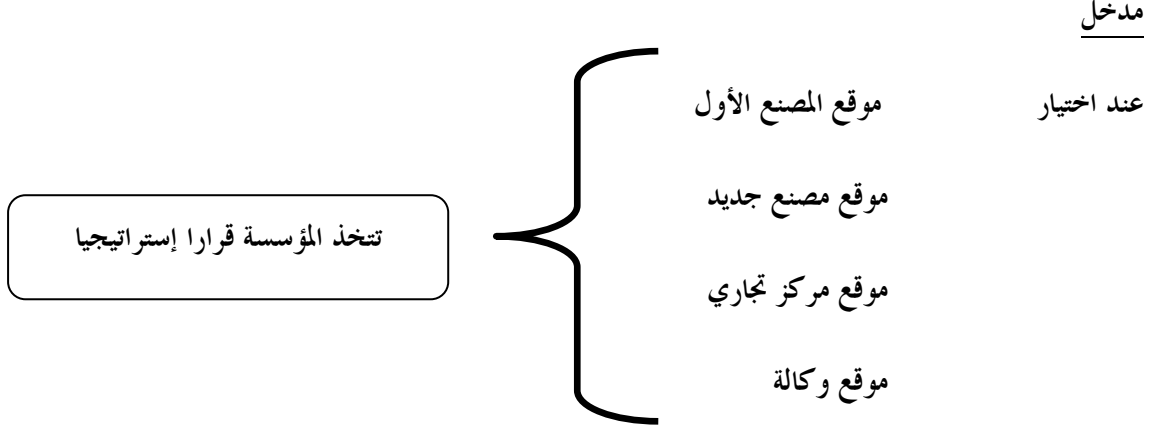 مدخل
عند اختيار موقع المصنع الأول
موقع مصنع جديد
تتخذ المؤسسة قرارا إستراتيجيا
موقع مركز تجاري
موقع وكالة